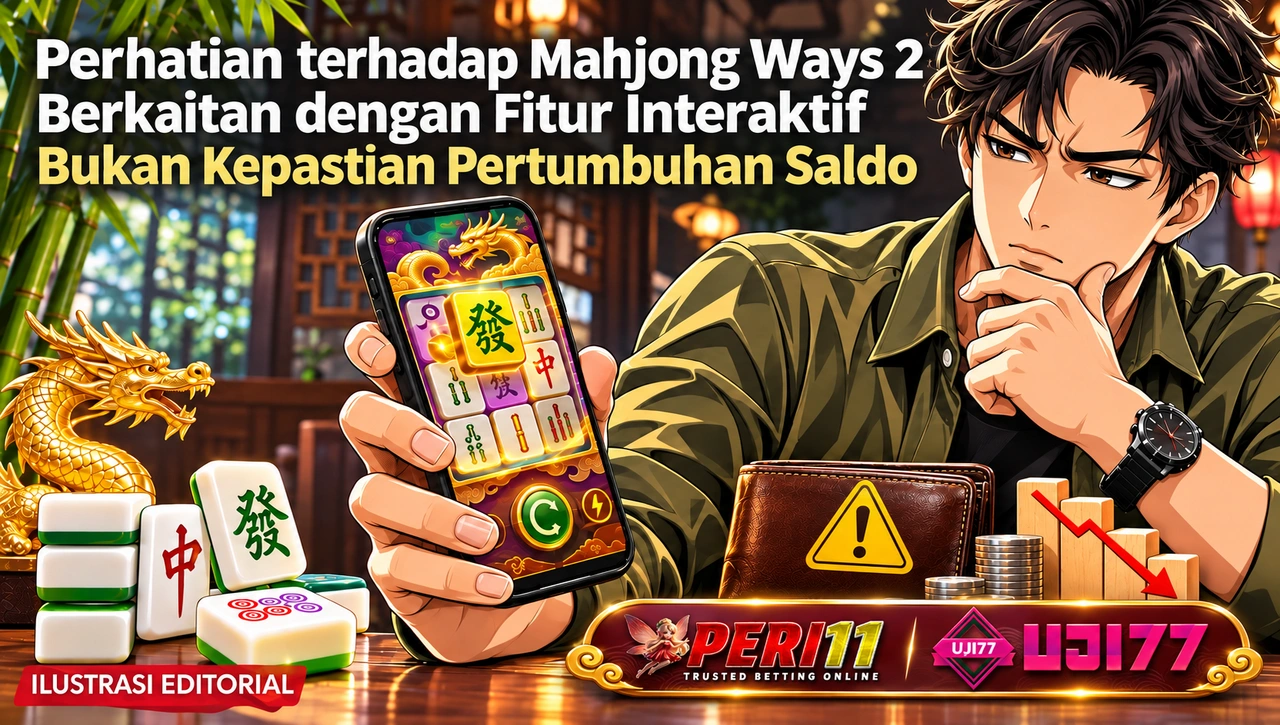 Perhatian terhadap Mahjong Ways 2
Berkaitan dengan Fitur Interaktif
Bukan Kepastian Pertumbuhan Saldo
發
中
發
中
發
ILUSTRASI EDITORIAL
PERI11
TRUSTED BETTING ONLINE
UJI77
UJI77